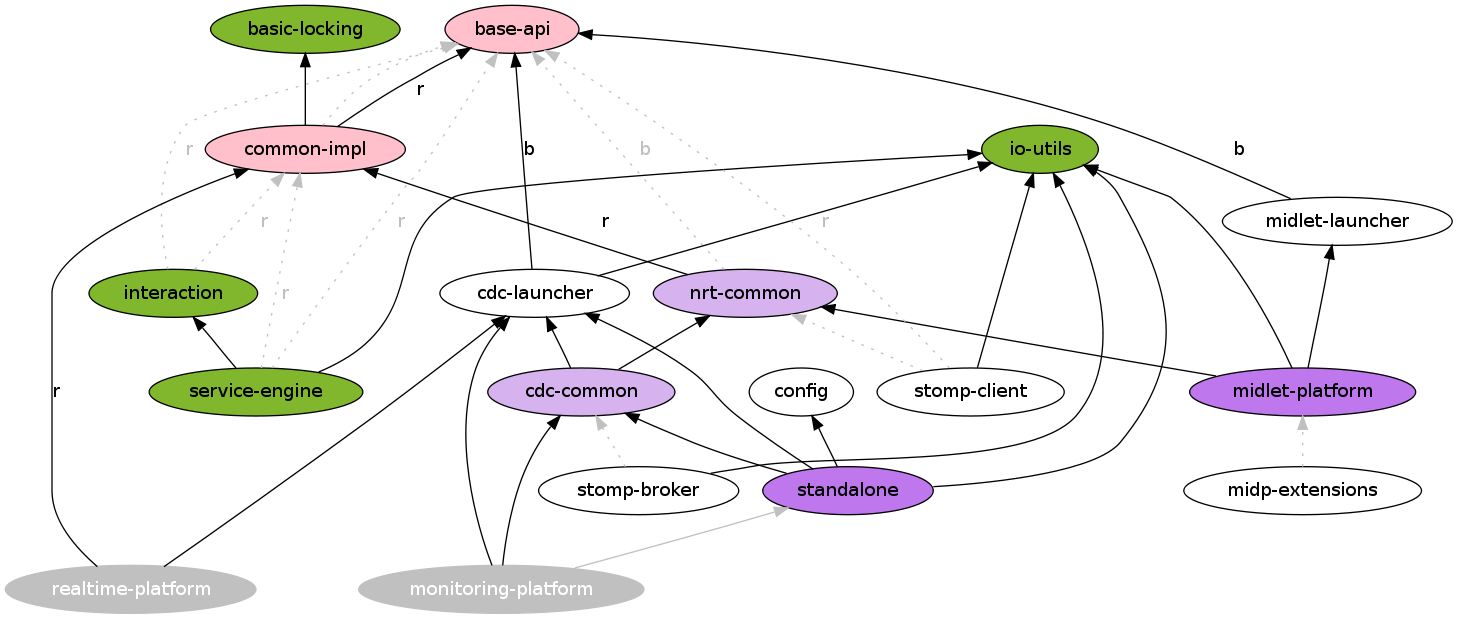 basic-locking
base-api
r
common-impl
r
b
b
io-utils
b
r
r
r
r
midlet-launcher
interaction
r
cdc-launcher
nrt-common
r
service-engine
cdc-common
config
stomp-client
midlet-platform
stomp-broker
standalone
midp-extensions
realtime-platform
monitoring-platform